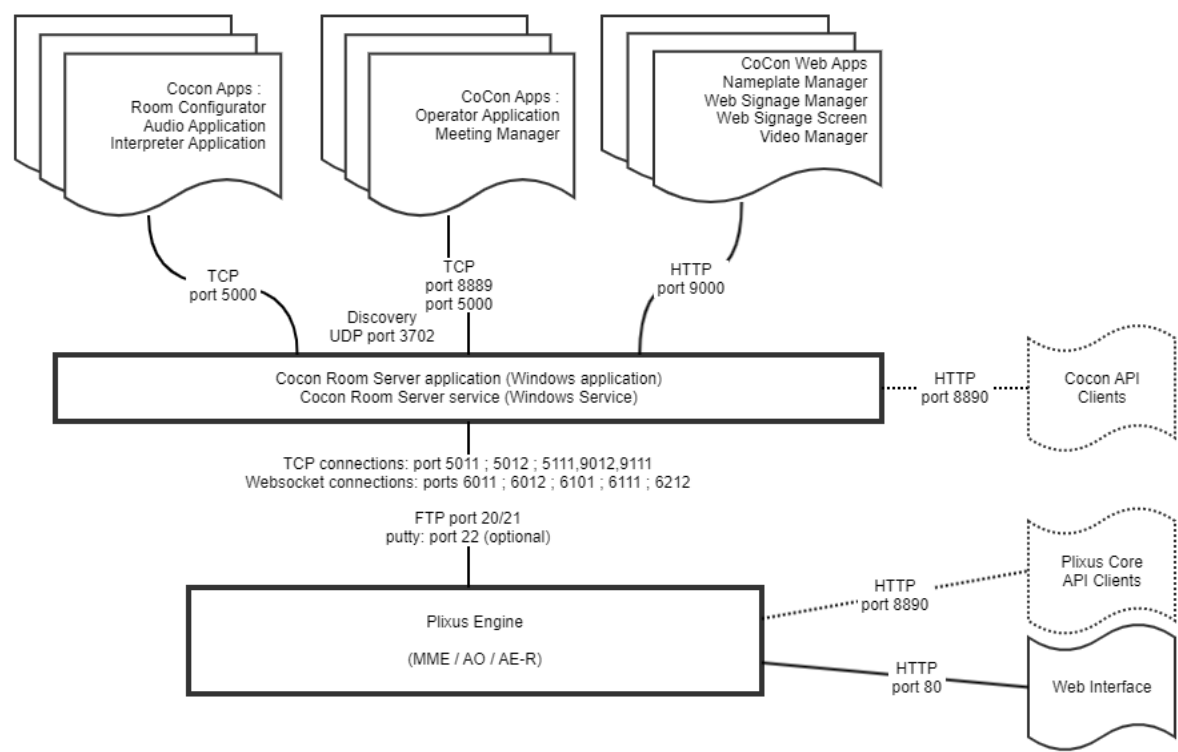 Cocon Apps :
Room Configurator
Audio Application
Interpreter Application
CoCon Apps :
Operator Application
Meeting Manager
CoCon Web Apps
Nameplate Manager
Web Signage Manager
Web Signage Screen
Video Manager
TCP
port 5000
TCP
port 8889
port 5000
HTTP
port 9000
Discovery
UDP port 3702
Cocon Room Server application (Windows application)
Cocon Room Server service (Windows Service)
HTTP
port 8890
Cocon API
Clients
TCP connections: port 5011 ; 5012 ; 5111,9012,9111
Websocket connections: ports 6011 ; 6012 ; 6101 ; 6111 ; 6212
FTP port 20/21
putty: port 22 (optional)
Plixus Engine
(MME / AO / AE-R)
HTTP
port 8890
Plixus Core
API Clients
HTTP
port 80
Web Interface